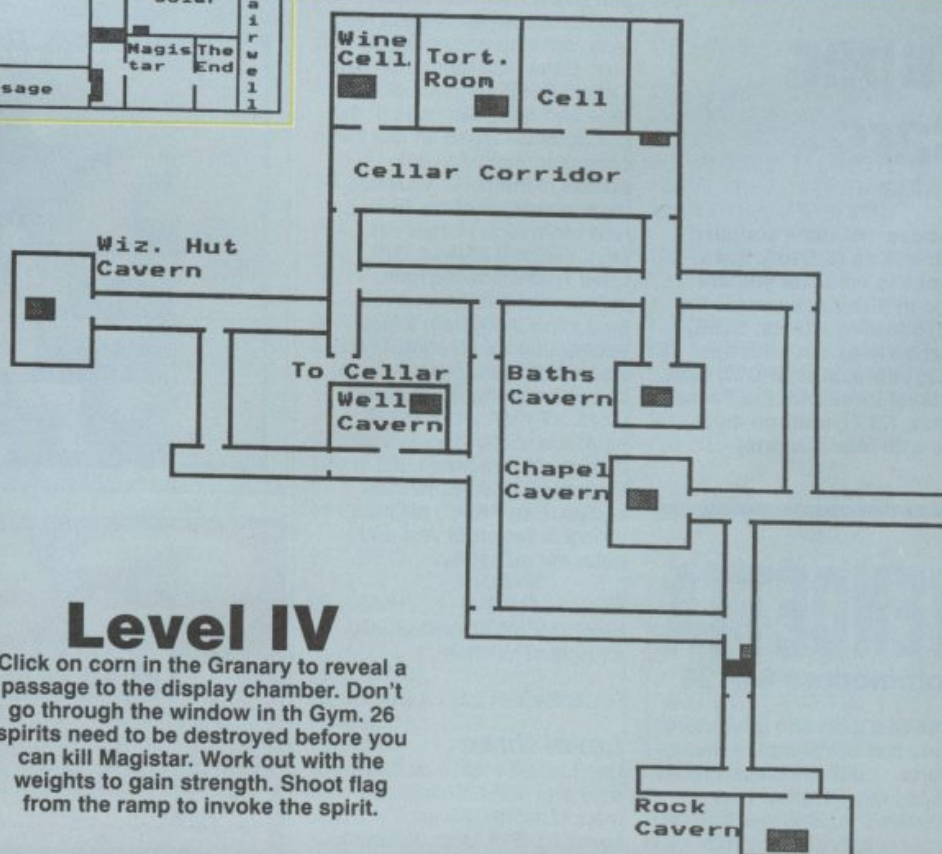 a
i
r
w
e
l
l
Magis
tar
The
End
sage
Wine
Cell.
Tort.
Room
Cell
Cellar Corridor
Wiz. Hut
Cavern
To Cellar
Well
Cavern
Baths
Cavern
Chapel
Cavern
Rock
Cavern
Level IV
Click on corn in the Granary to reveal a
passage to the display chamber. Don't
go through the window in th Gym. 26
spirits need to be destroyed before you
can kill Magistar. Work out with the
weights to gain strength. Shoot flag
from the ramp to invoke the spirit.